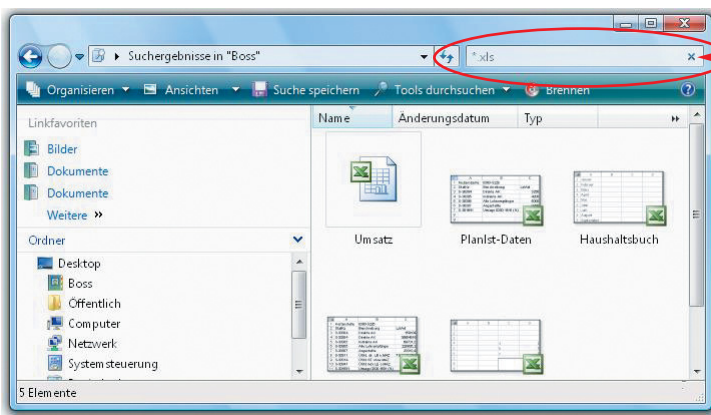 Suchergebnisse in "Boss"
*.xls
Organisieren Ansichten Suche speichern Tools durchsuchen Brennen
Linkfavoriten
Bilder
Dokumente
Dokumente
Weitere »
Ordner
Desktop
Boss
Öffentlich
Computer
Netzwerk
Systemsteuerung
Name Änderungsdatum Typ
Umsatz PlanIst-Daten Haushaltsbuch
5 Elemente